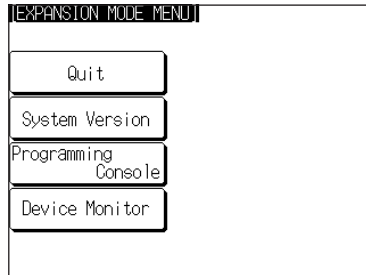 [EXPANSION MODE MENU]
Quit
System Version
Programming
Console
Device Monitor